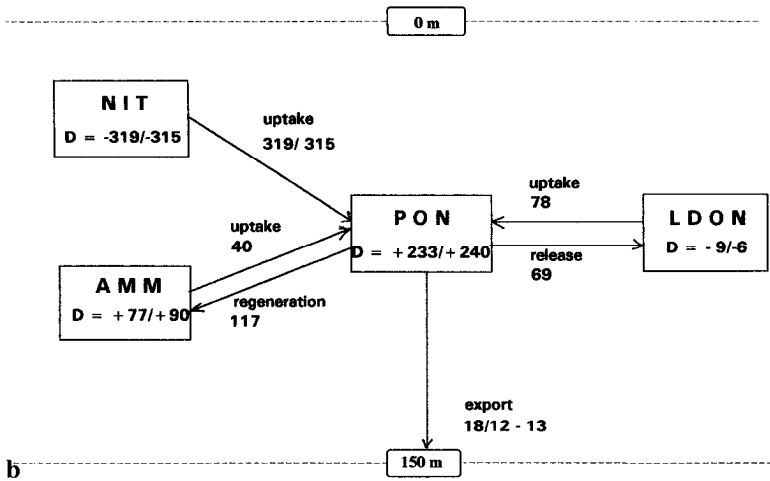 0 m
N I T
D = -319/-315
uptake
319/ 315
uptake
78
P O N
D = +233/+240
L D O N
D = - 9/-6
uptake
40
release
69
A M M
D = +77/+90
regeneration
117
export
18/12 - 13
150 m
b